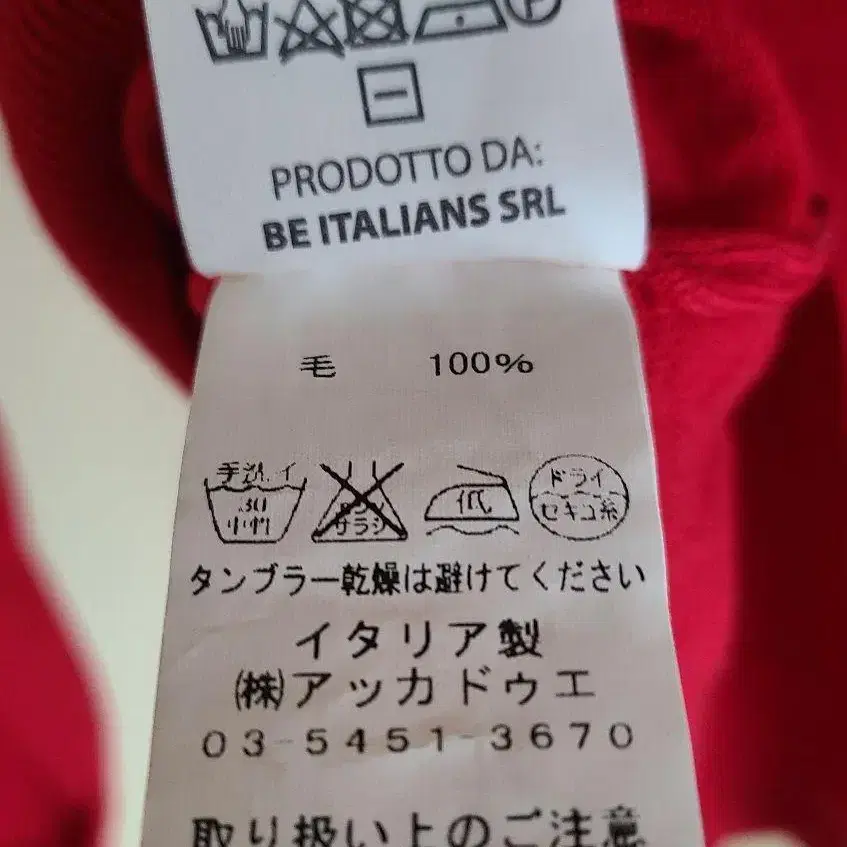 PRODOTTO DA:
BE ITALIANS SRL
毛 100%
手洗イ
30
中性
サラシ
低
ドライ
セキユ系
タンブラー乾燥は避けてください
イタリア製
㈱アッカドゥエ
03-5451-3670
取り扱い上のご注意